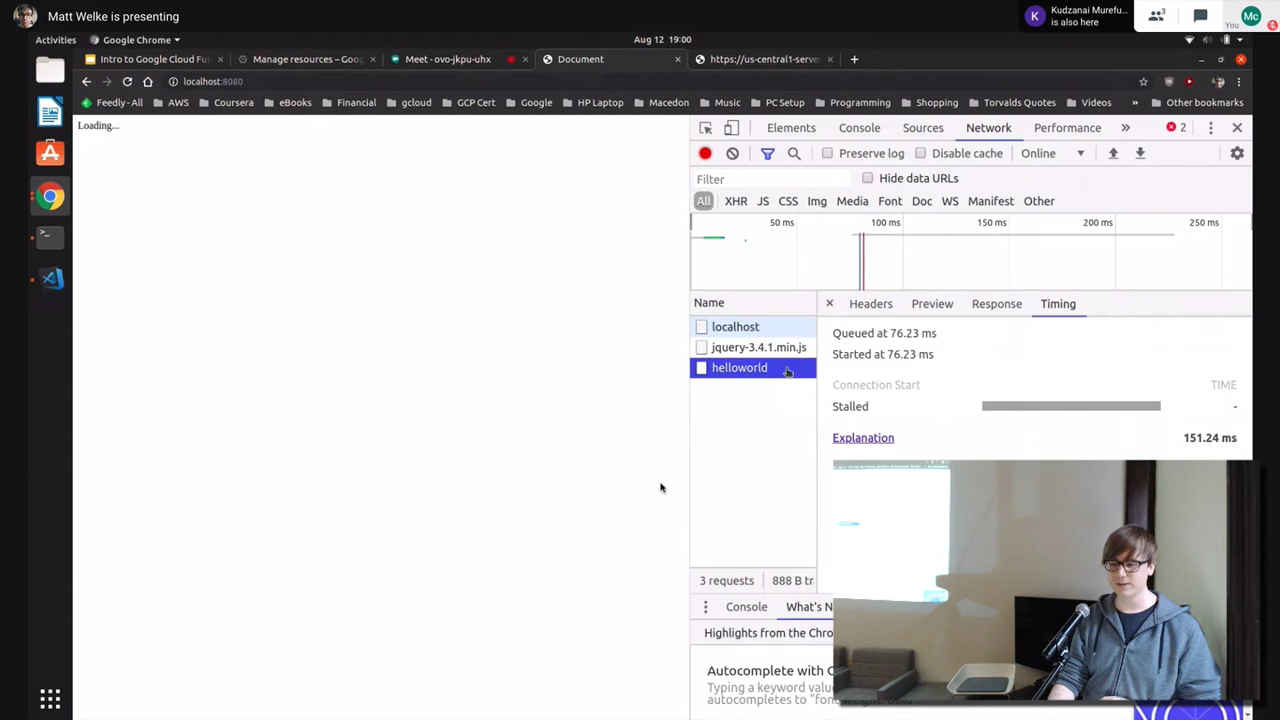 Matt Welke is presenting
Kudzanai Murefu...
is also here
K
3
Mc
You
Activities
Google Chrome
Aug 12 19:00
Intro to Google Cloud Fun
Manage resources – Goog
Meet - ovo-jkpu-uhx
Document
https://us-central1-server
localhost:8080
Feedly-All
AWS
Coursera
eBooks
Financial
gcloud
GCP Cert
Google
HP Laptop
Macedon
Music
PC Setup
Programming
Shopping
Torvalds Quotes
Videos
»
Other bookmarks
Loading...
Elements
Console
Sources
Network
Performance
»
2
Preserve log
Disable cache
Online
Filter
Hide data URLs
All
XHR
JS
CSS
Img
Media
Font
Doc
WS
Manifest
Other
50 ms
100 ms
150 ms
200 ms
250 ms
Name
Headers
Preview
Response
Timing
localhost
jquery-3.4.1.min.js
helloworld
Queued at 76.23 ms
Started at 76.23 ms
Connection Start
TIME
Stalled
-
Explanation
151.24 ms
3 requests
888 B tr
Console
What's N
Highlights from the Chro
Autocomplete with C
Typing a keyword value
autocompletes to "font